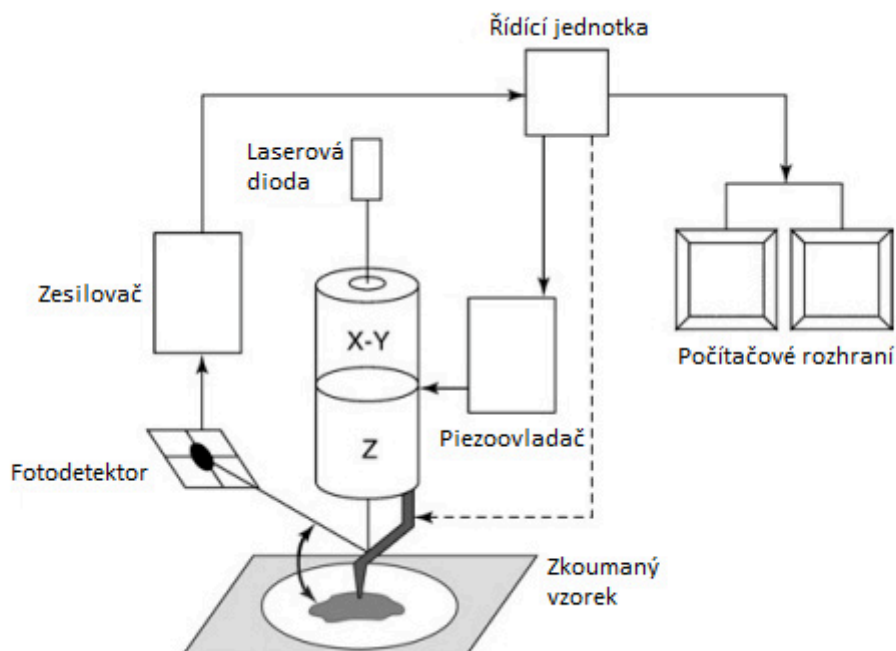 Řídící jednotka
Laserová
dioda
Zesilovač
X-Y
Počítačové rozhraní
Piezoovladač
Z
Fotodetektor
Zkoumaný
vzorek